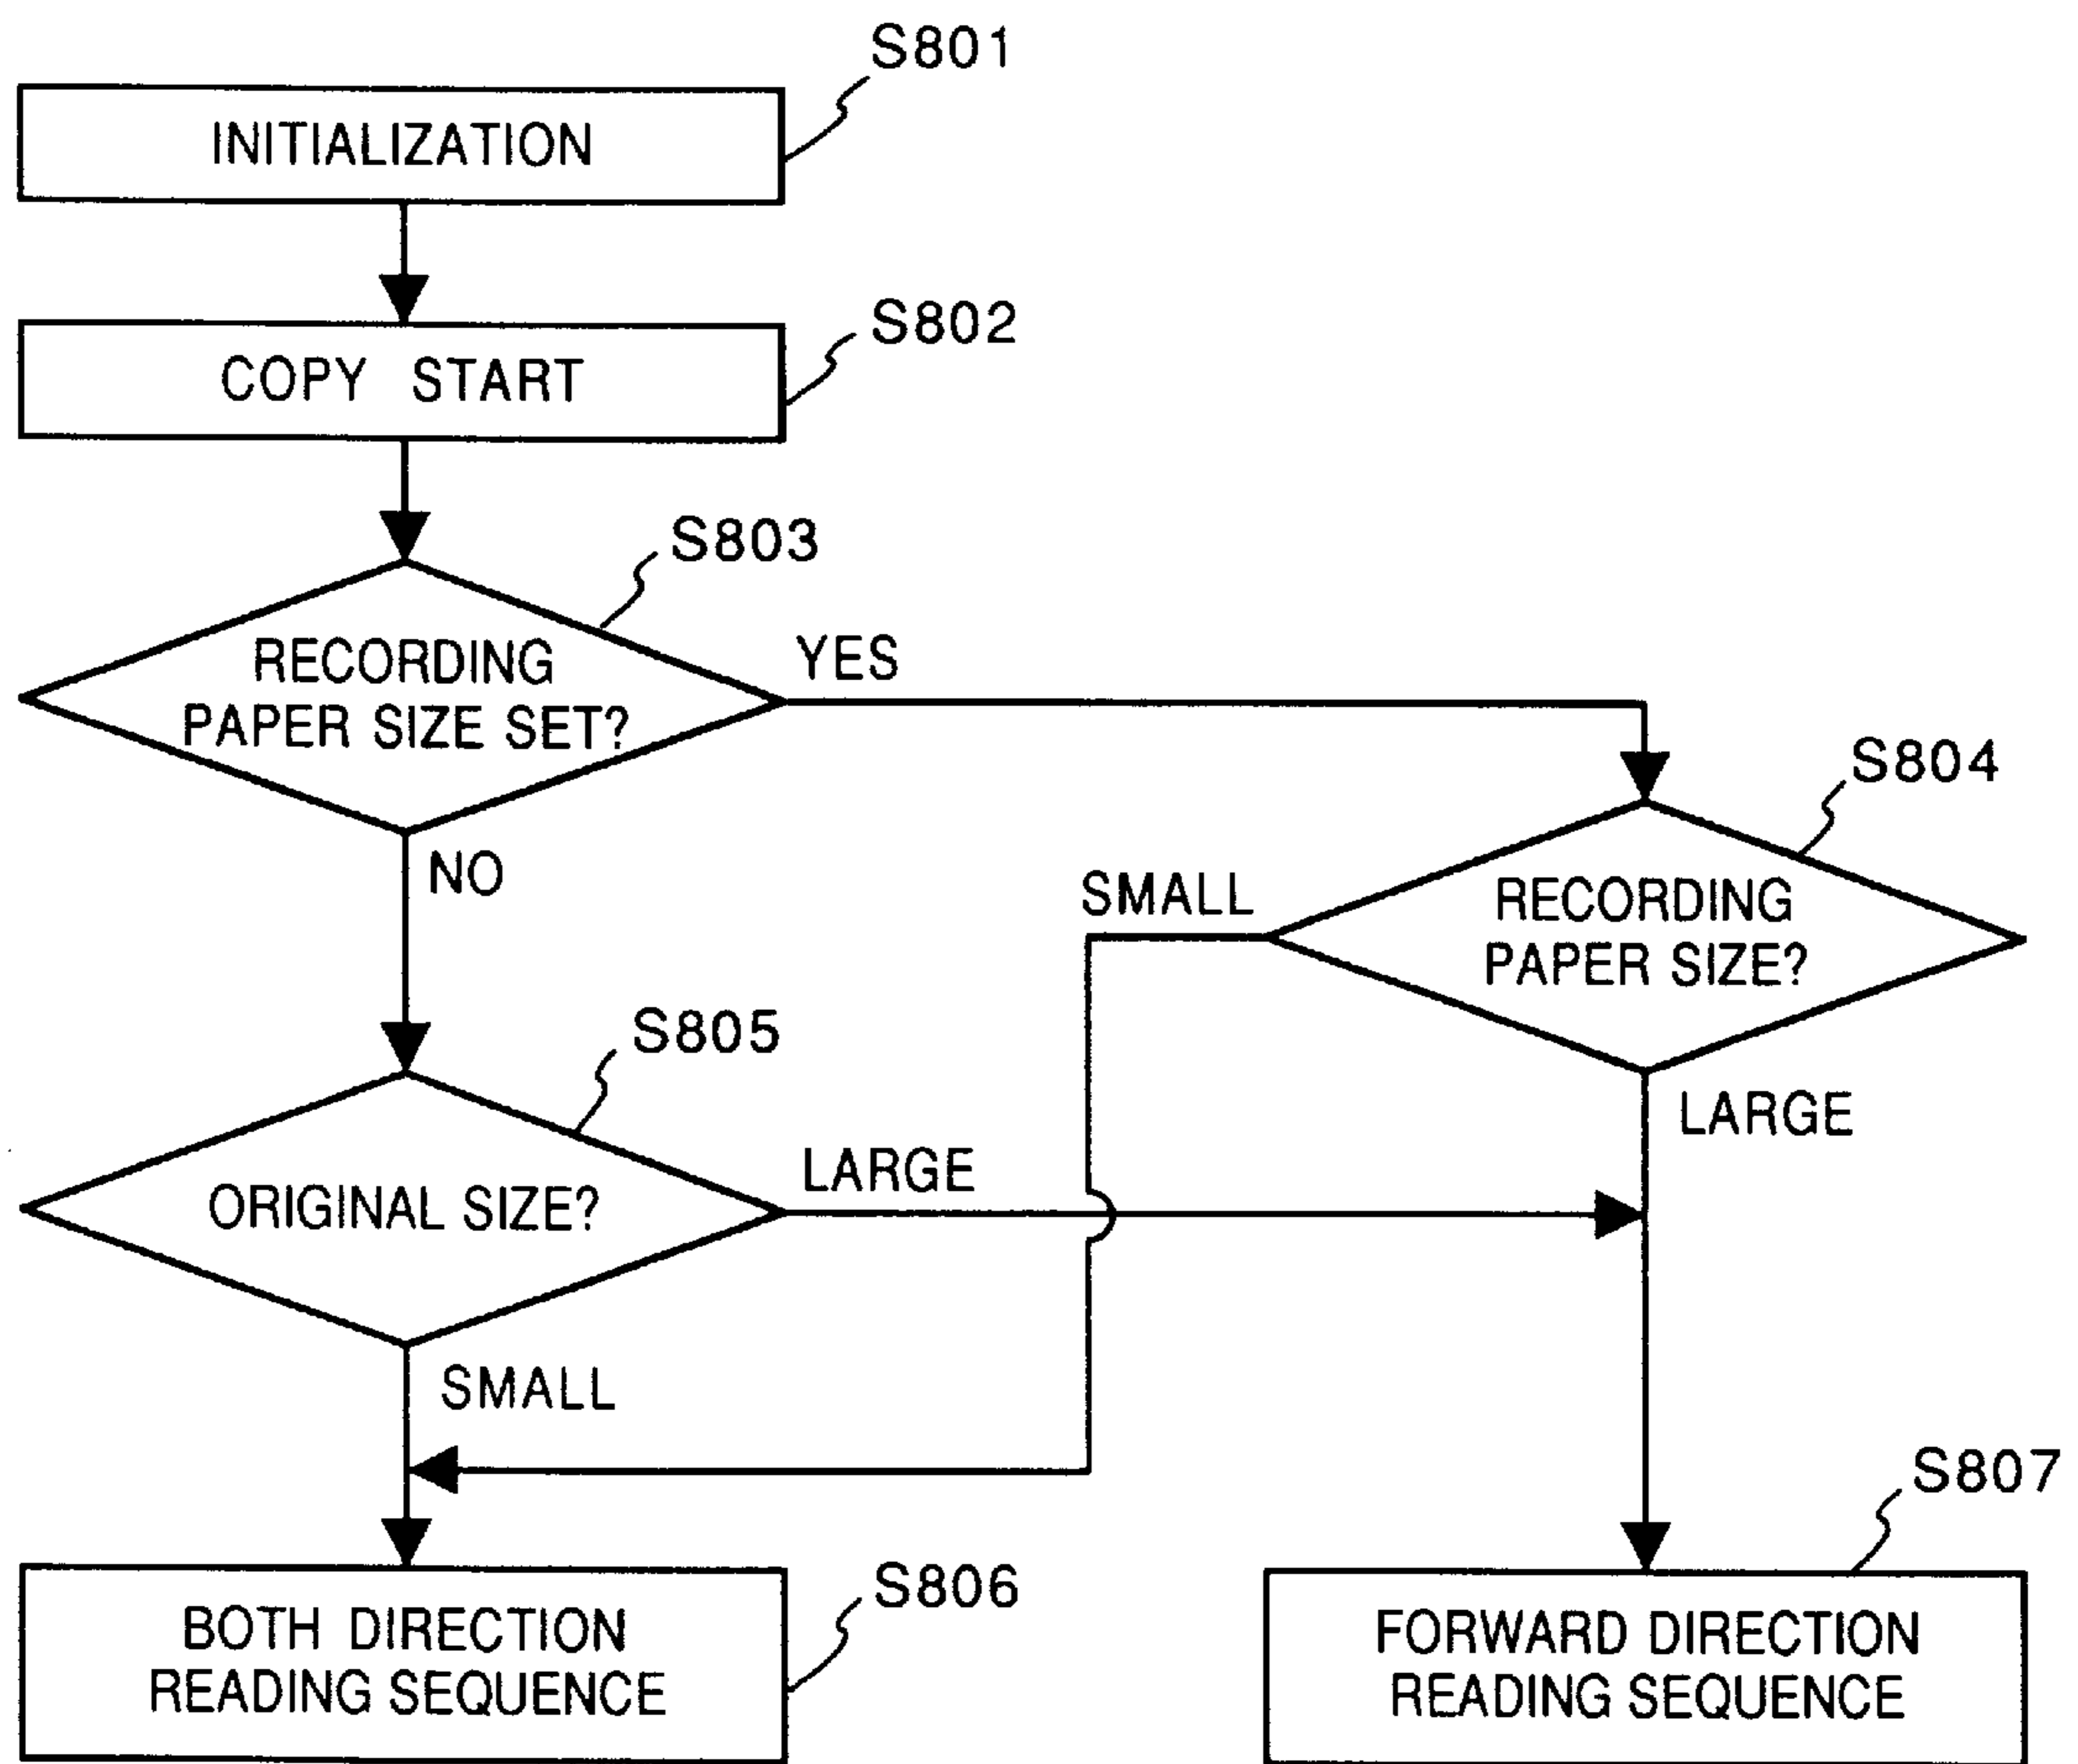 S801
INITIALIZATION
S802
COPY START
S803
RECORDING
PAPER SIZE SET?
YES
NO
S804
SMALL
RECORDING
PAPER SIZE?
LARGE
S805
ORIGINAL SIZE?
LARGE
SMALL
S806
BOTH DIRECTION
READING SEQUENCE
S807
FORWARD DIRECTION
READING SEQUENCE